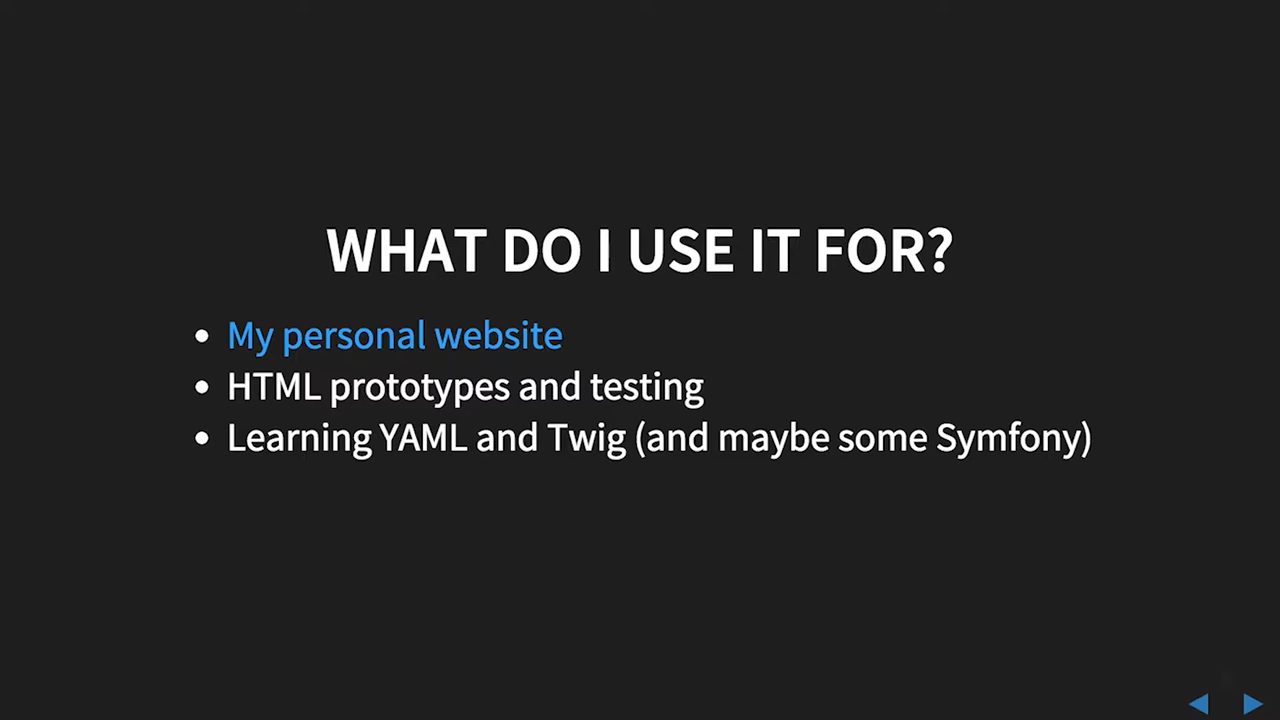 WHAT DO I USE IT FOR?
My personal website
HTML prototypes and testing
Learning YAML and Twig (and maybe some Symfony)